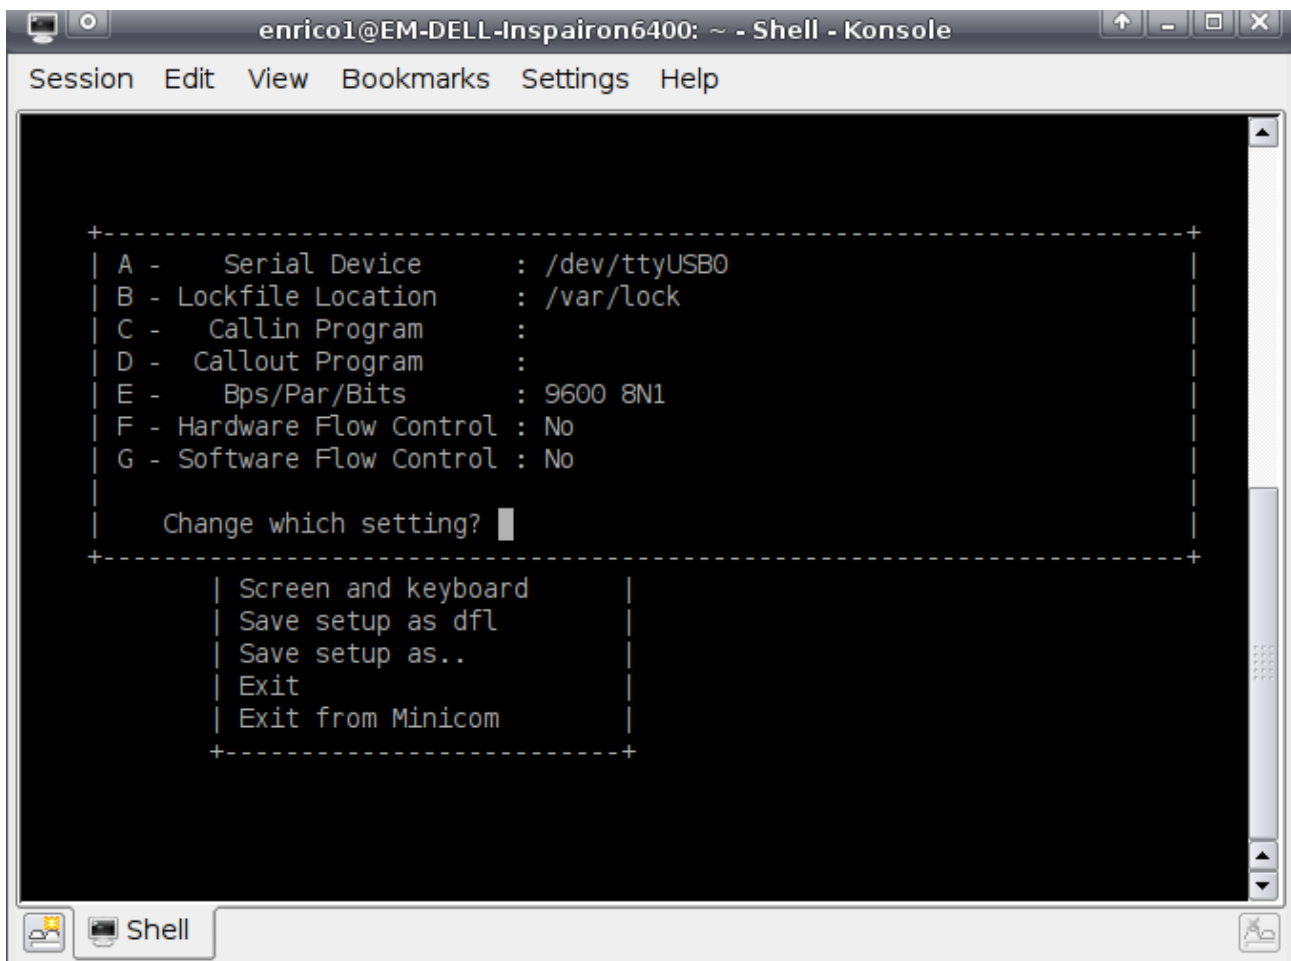 enrico1@EM-DELL-Inspairon6400: ~ - Shell - Konsole
Session Edit View Bookmarks Settings Help
+-----------------------------------------------------------------------+
| A -    Serial Device      : /dev/ttyUSB0                              |
| B - Lockfile Location     : /var/lock                                 |
| C -   Callin Program      :                                           |
| D -  Callout Program      :                                           |
| E -    Bps/Par/Bits       : 9600 8N1                                  |
| F - Hardware Flow Control : No                                        |
| G - Software Flow Control : No                                        |
|                                                                       |
|    Change which setting?                                              |
+-----------------------------------------------------------------------+
| Screen and keyboard      |
| Save setup as dfl        |
| Save setup as..          |
| Exit                     |
| Exit from Minicom        |
+--------------------------+
Shell